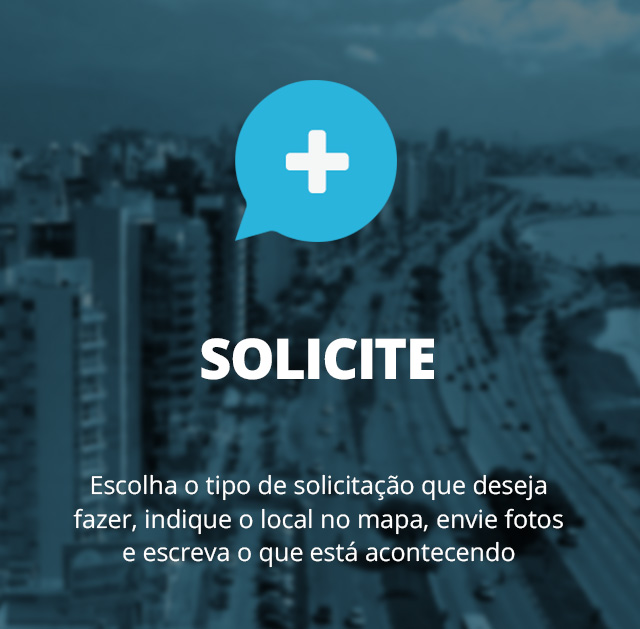 SOLICITE
Escolha o tipo de solicitação que deseja
fazer, indique o local no mapa, envie fotos
e escreva o que está acontecendo